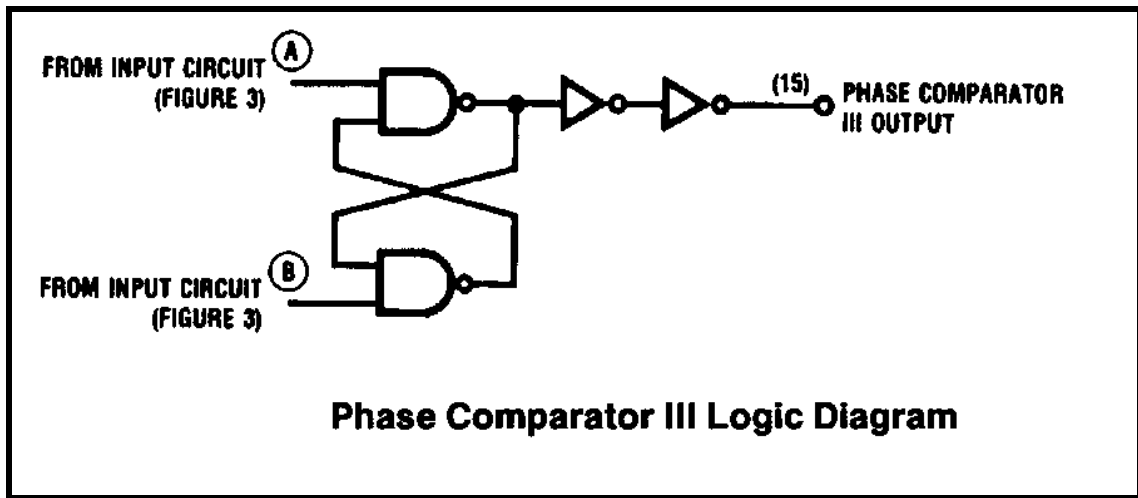 A
FROM INPUT CIRCUIT
(FIGURE 3)
(15)
PHASE COMPARATOR
III OUTPUT
B
FROM INPUT CIRCUIT
(FIGURE 3)
Phase Comparator III Logic Diagram